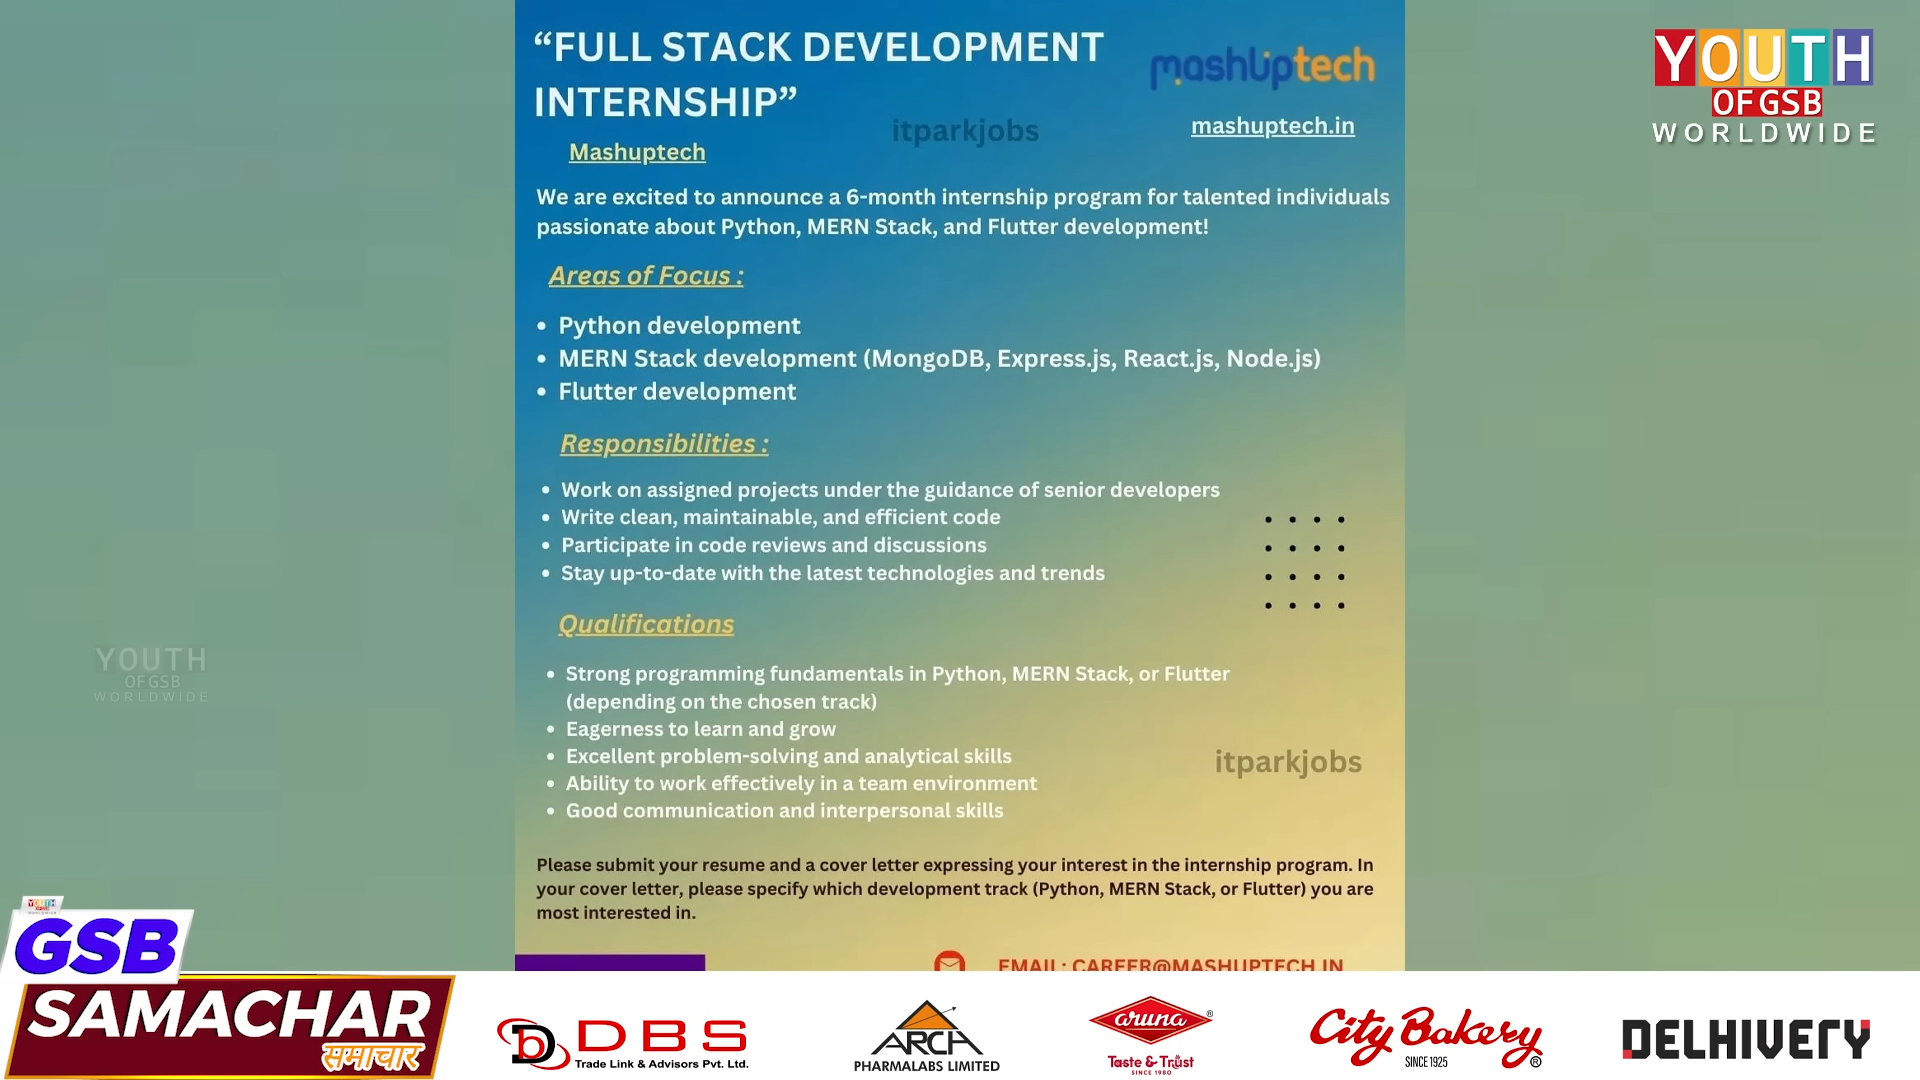 “FULL STACK DEVELOPMENT
INTERNSHIP”
mashuptech
mashuptech.in
itparkjobs
Mashuptech
We are excited to announce a 6-month internship program for talented individuals
passionate about Python, MERN Stack, and Flutter development!
Areas of Focus :
• Python development
• MERN Stack development (MongoDB, Express.js, React.js, Node.js)
• Flutter development
Responsibilities :
• Work on assigned projects under the guidance of senior developers
• Write clean, maintainable, and efficient code
• Participate in code reviews and discussions
• Stay up-to-date with the latest technologies and trends
Qualifications
• Strong programming fundamentals in Python, MERN Stack, or Flutter
(depending on the chosen track)
• Eagerness to learn and grow
• Excellent problem-solving and analytical skills
• Ability to work effectively in a team environment
• Good communication and interpersonal skills
itparkjobs
Please submit your resume and a cover letter expressing your interest in the internship program. In
your cover letter, please specify which development track (Python, MERN Stack, or Flutter) you are
most interested in.
EMAIL : CAREER@MASHUPTECH.IN
YOUTH
OF GSB
WORLDWIDE
YOUTH
OF GSB
WORLDWIDE
YOUTH
OF GSB
WORLDWIDE
GSB
SAMACHAR
समाचार
DBS
Trade Link & Advisors Pvt. Ltd.
ARCH
PHARMALABS LIMITED
aruna®
Taste & Trust
SINCE 1980
City Bakery
SINCE 1925 ®
DELHIVERY